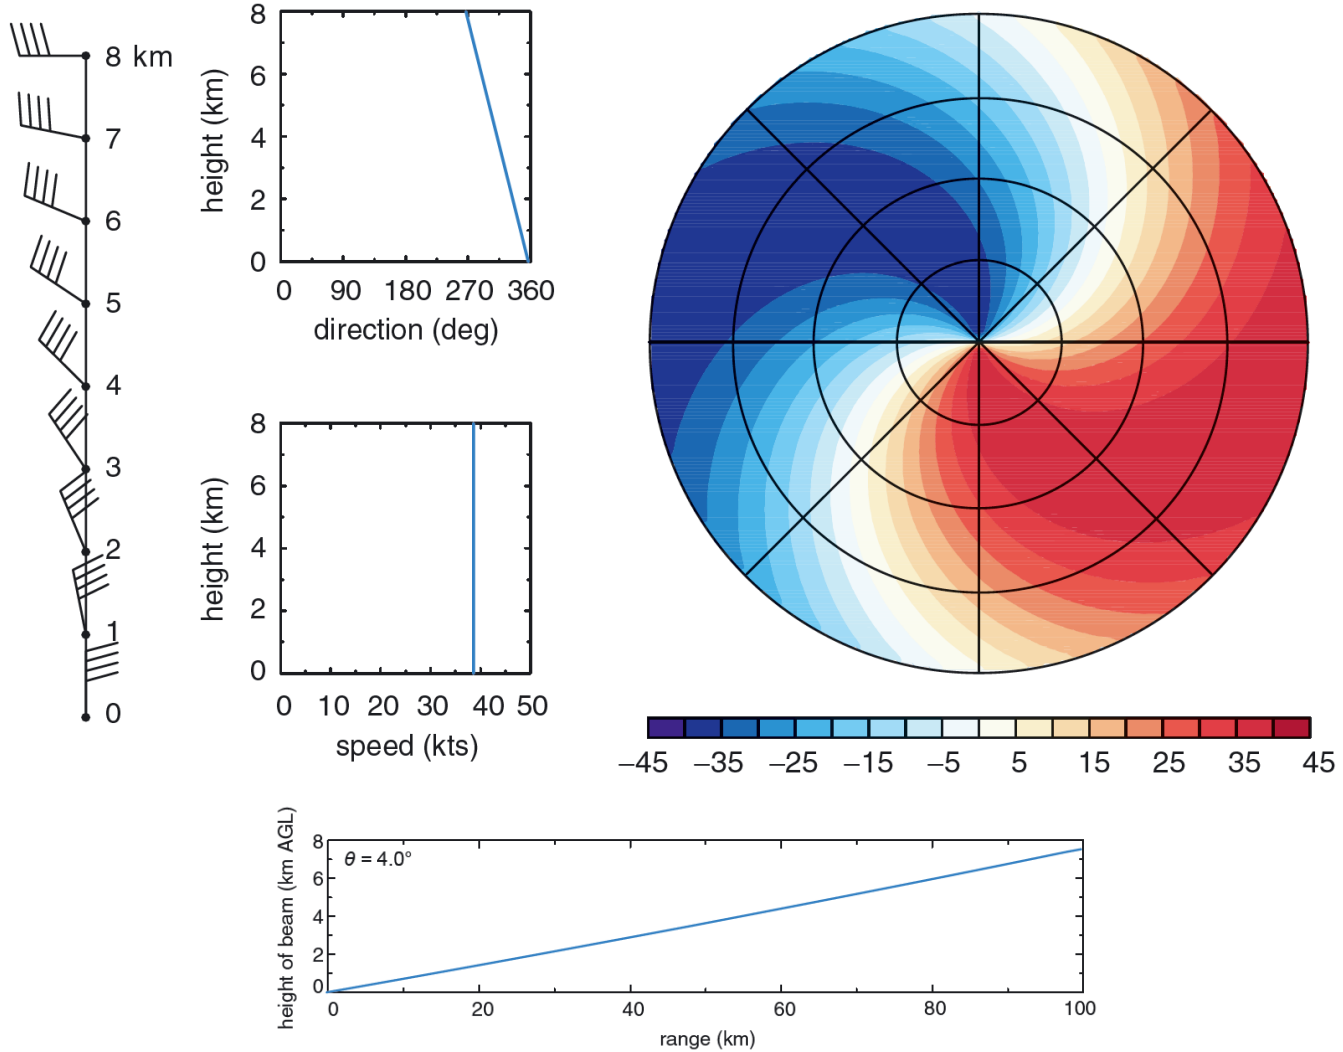 8 km
7
6
5
4
3
2
1
0
8
6
4
2
0
height (km)
0 90 180 270 360
direction (deg)
8
6
4
2
0
height (km)
0 10 20 30 40 50
speed (kts)
–45 –35 –25 –15 –5 5 15 25 35 45
8
6
4
2
0
height of beam (km AGL)
θ = 4.0°
0 20 40 60 80 100
range (km)